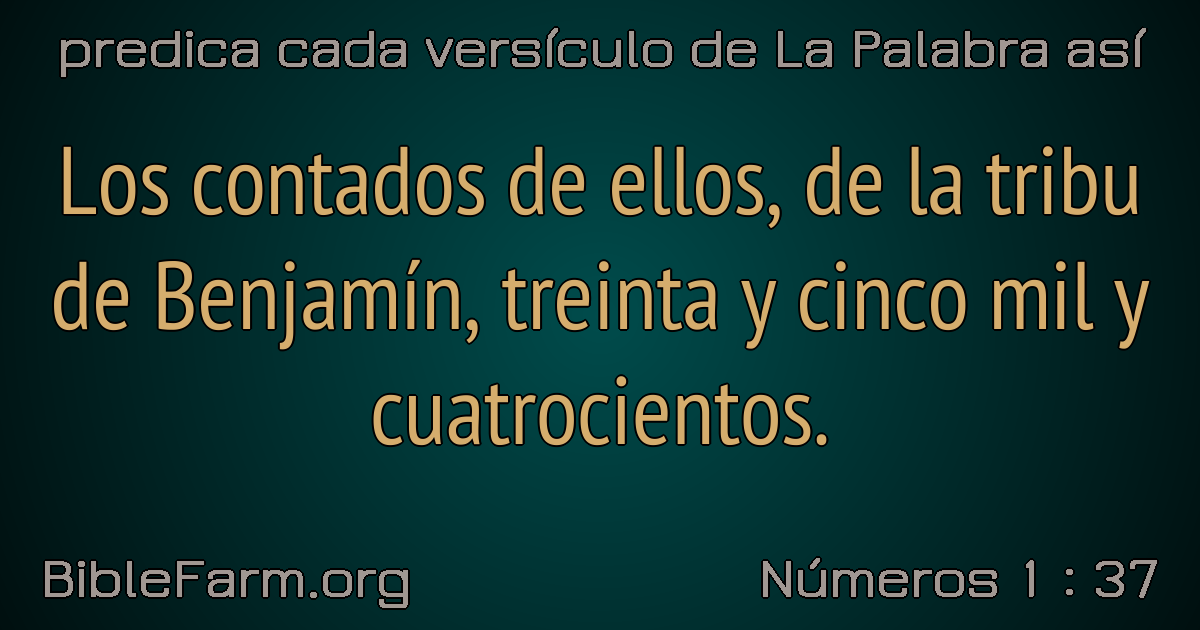 predica cada versículo de La Palabra así
Los contados de ellos, de la tribu
de Benjamín, treinta y cinco mil y
cuatrocientos.
BibleFarm.org
Números 1 : 37